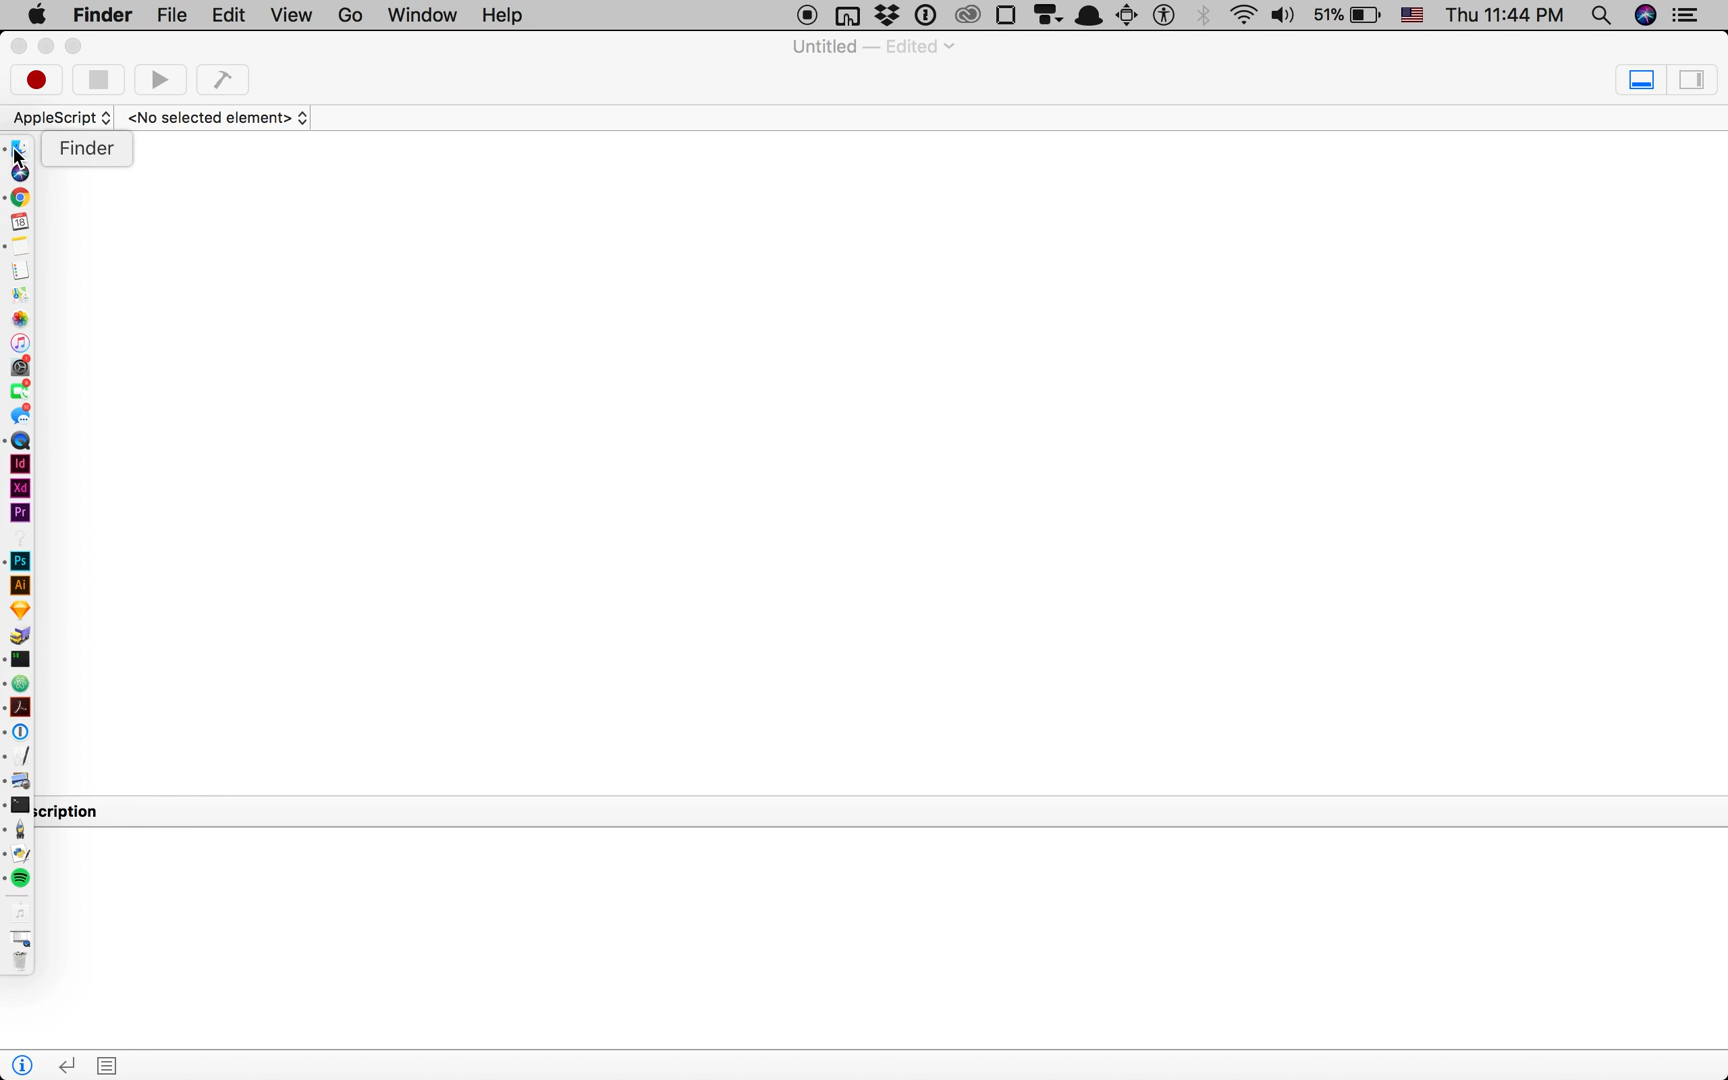 Finder File Edit View Go Window Help 51% Thu 11:44 PM
Untitled — Edited
AppleScript <No selected element>
Finder
18
Id
Xd
Pr
?
Ps
Ai
scription